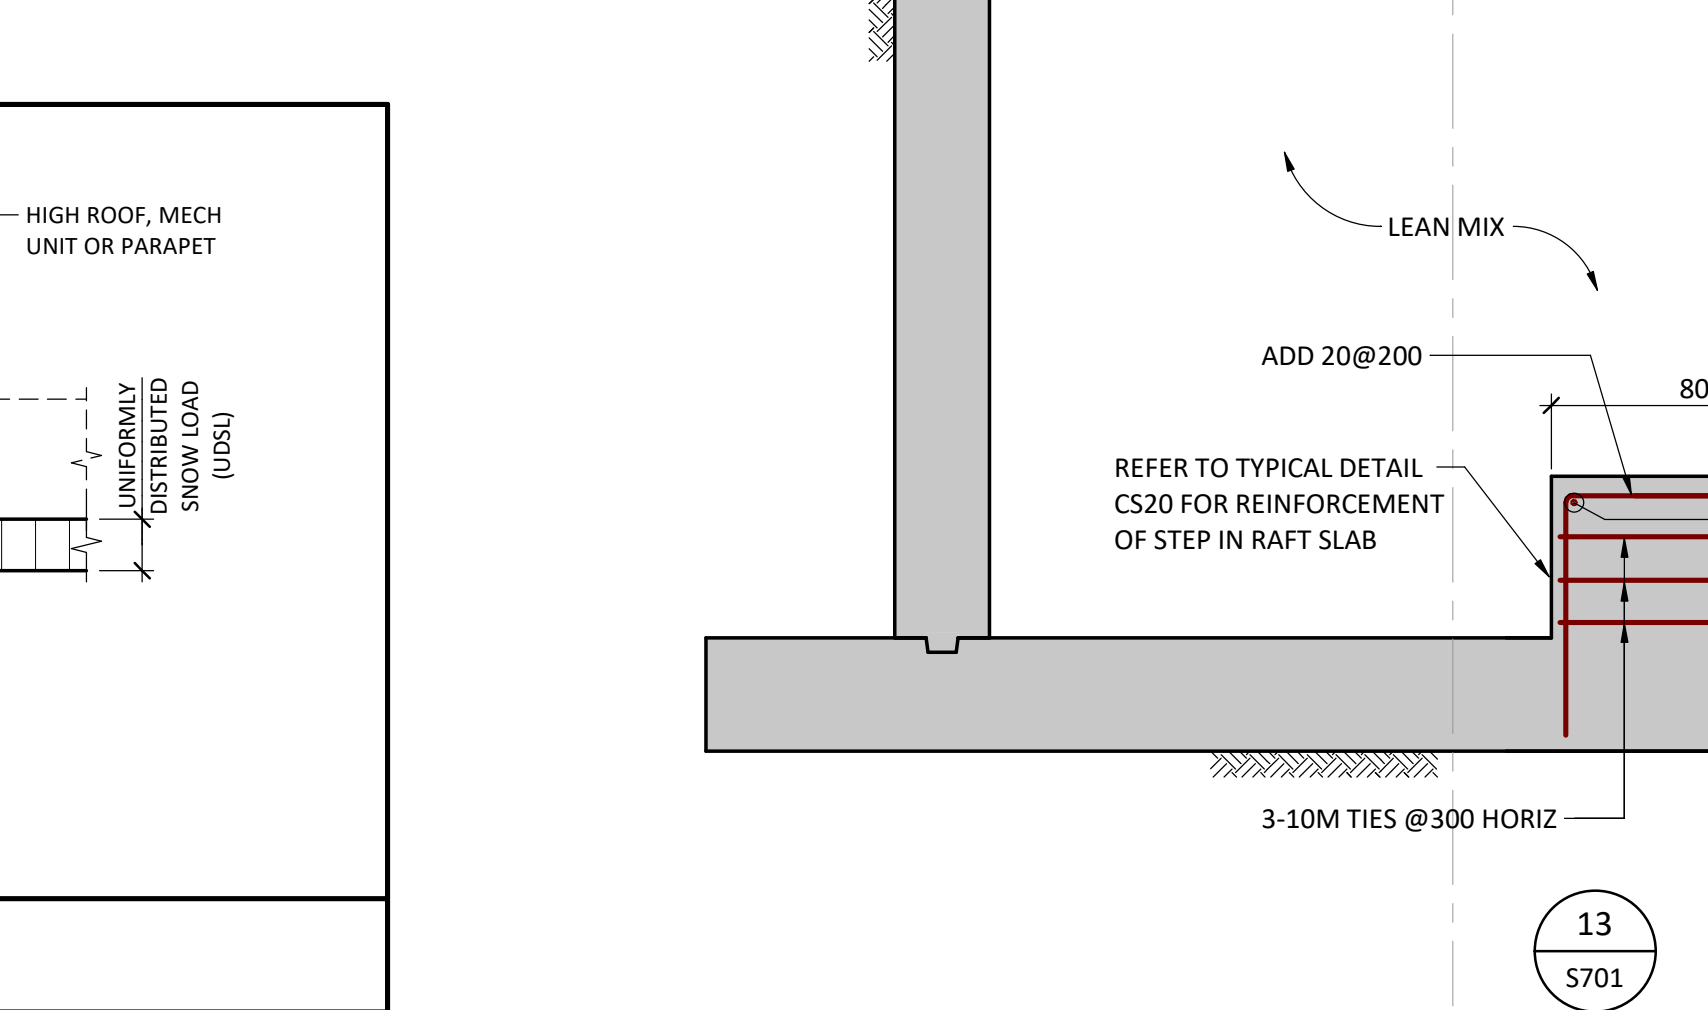 HIGH ROOF, MECH
UNIT OR PARAPET
UNIFORMLY
DISTRIBUTED
SNOW LOAD
(UDSL)
LEAN MIX
ADD 20@200
80
REFER TO TYPICAL DETAIL
CS20 FOR REINFORCEMENT
OF STEP IN RAFT SLAB
3-10M TIES @300 HORIZ
13
S701